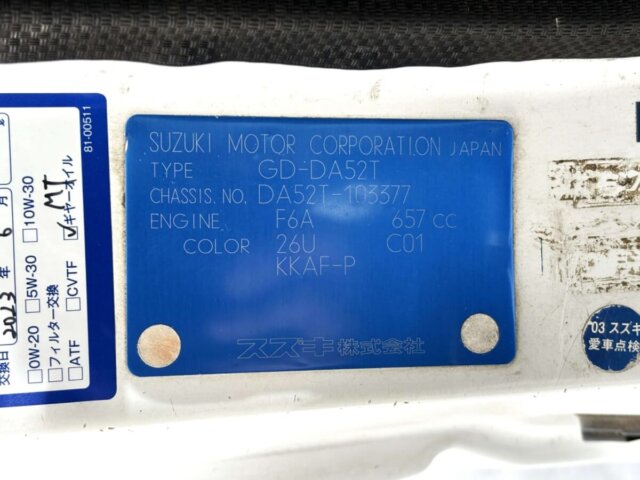 SUZUKI MOTOR CORPORATION JAPAN
TYPE GD-DA52T
CHASSIS. NO. DA52T-103377
ENGINE. F6A 657 cc
COLOR 26U C01
KKAF-P
スズキ株式会社
81-00511
交換日 2023 年 6 月
□0W-20 □5W-30 □10W-30
□フィルター交換 ☑ギヤーオイル MT
□ATF □CVTF
'03 スズキ
愛車点検